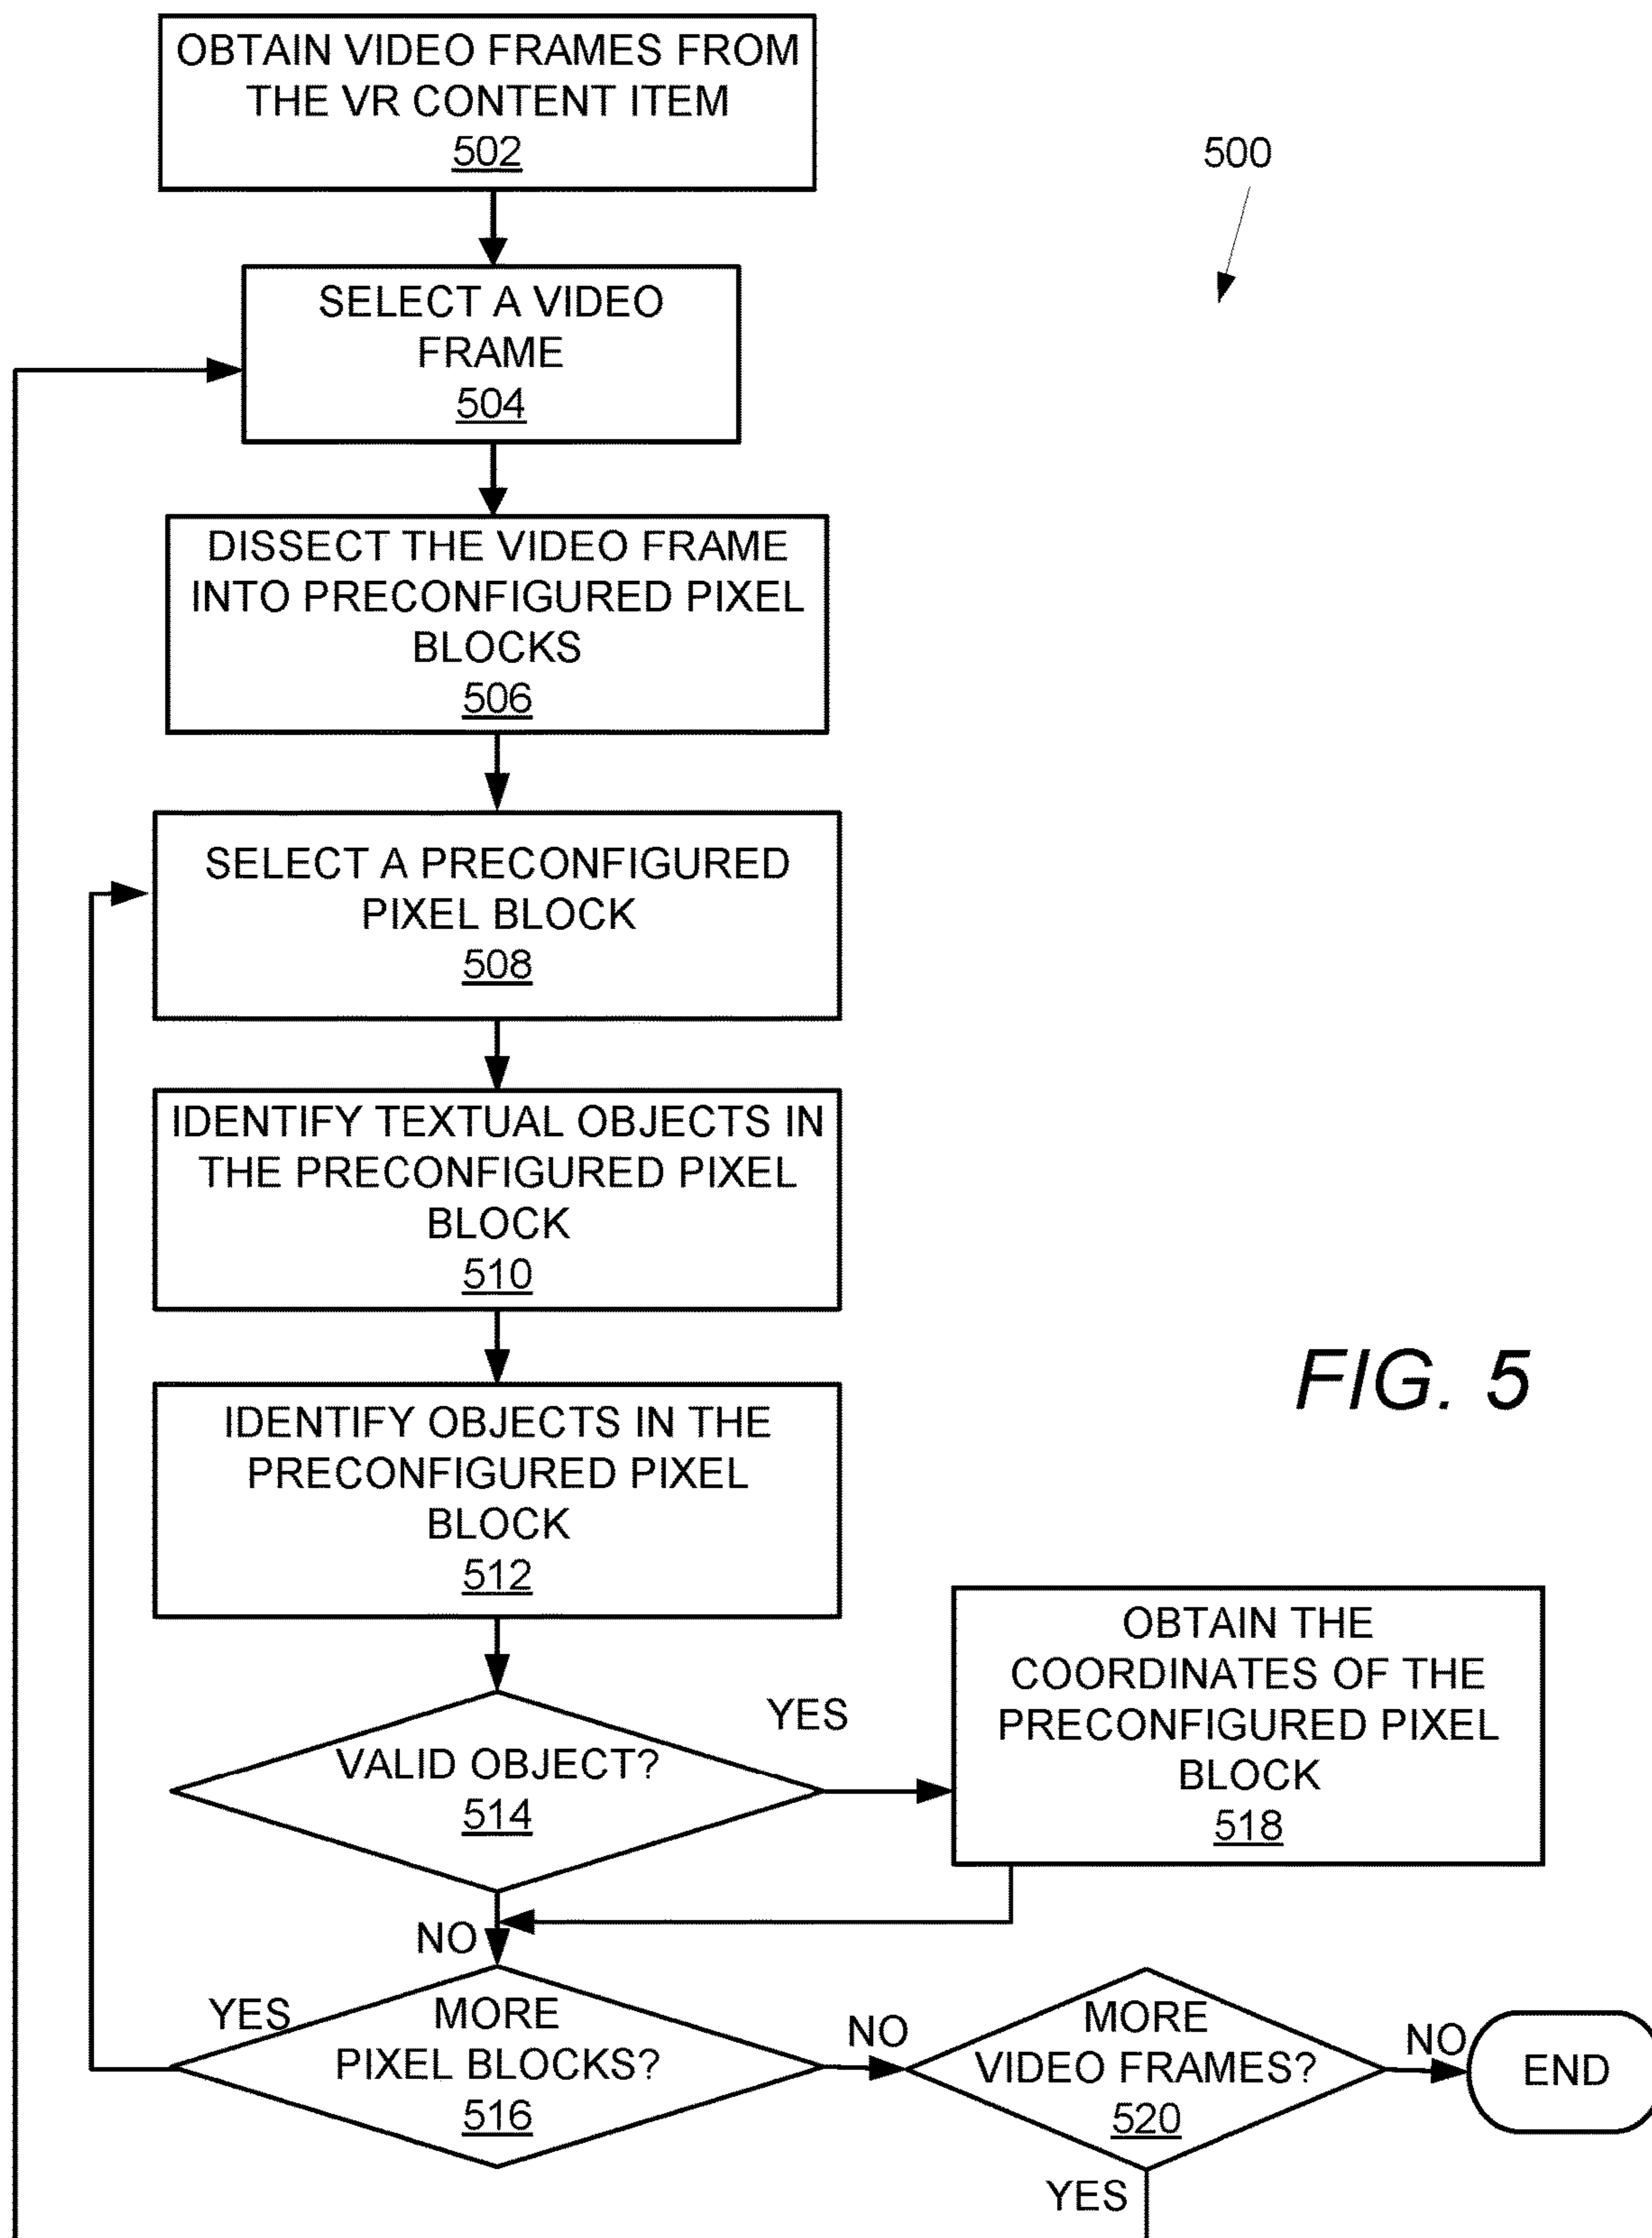 OBTAIN VIDEO FRAMES FROM
THE VR CONTENT ITEM
502
500
SELECT A VIDEO
FRAME
504
DISSECT THE VIDEO FRAME
INTO PRECONFIGURED PIXEL
BLOCKS
506
SELECT A PRECONFIGURED
PIXEL BLOCK
508
IDENTIFY TEXTUAL OBJECTS IN
THE PRECONFIGURED PIXEL
BLOCK
510
FIG. 5
IDENTIFY OBJECTS IN THE
PRECONFIGURED PIXEL
BLOCK
512
OBTAIN THE
COORDINATES OF THE
PRECONFIGURED PIXEL
BLOCK
518
YES
VALID OBJECT?
514
NO
YES
MORE
PIXEL BLOCKS?
516
NO
MORE
VIDEO FRAMES?
520
NO
END
YES